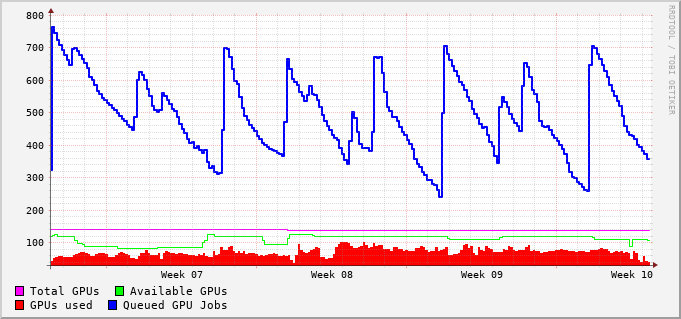 800
700
600
500
400
300
200
100
Week 07 Week 08 Week 09 Week 10
Total GPUs Available GPUs
GPUs used Queued GPU Jobs
RRDTOOL / TOBI OETIKER